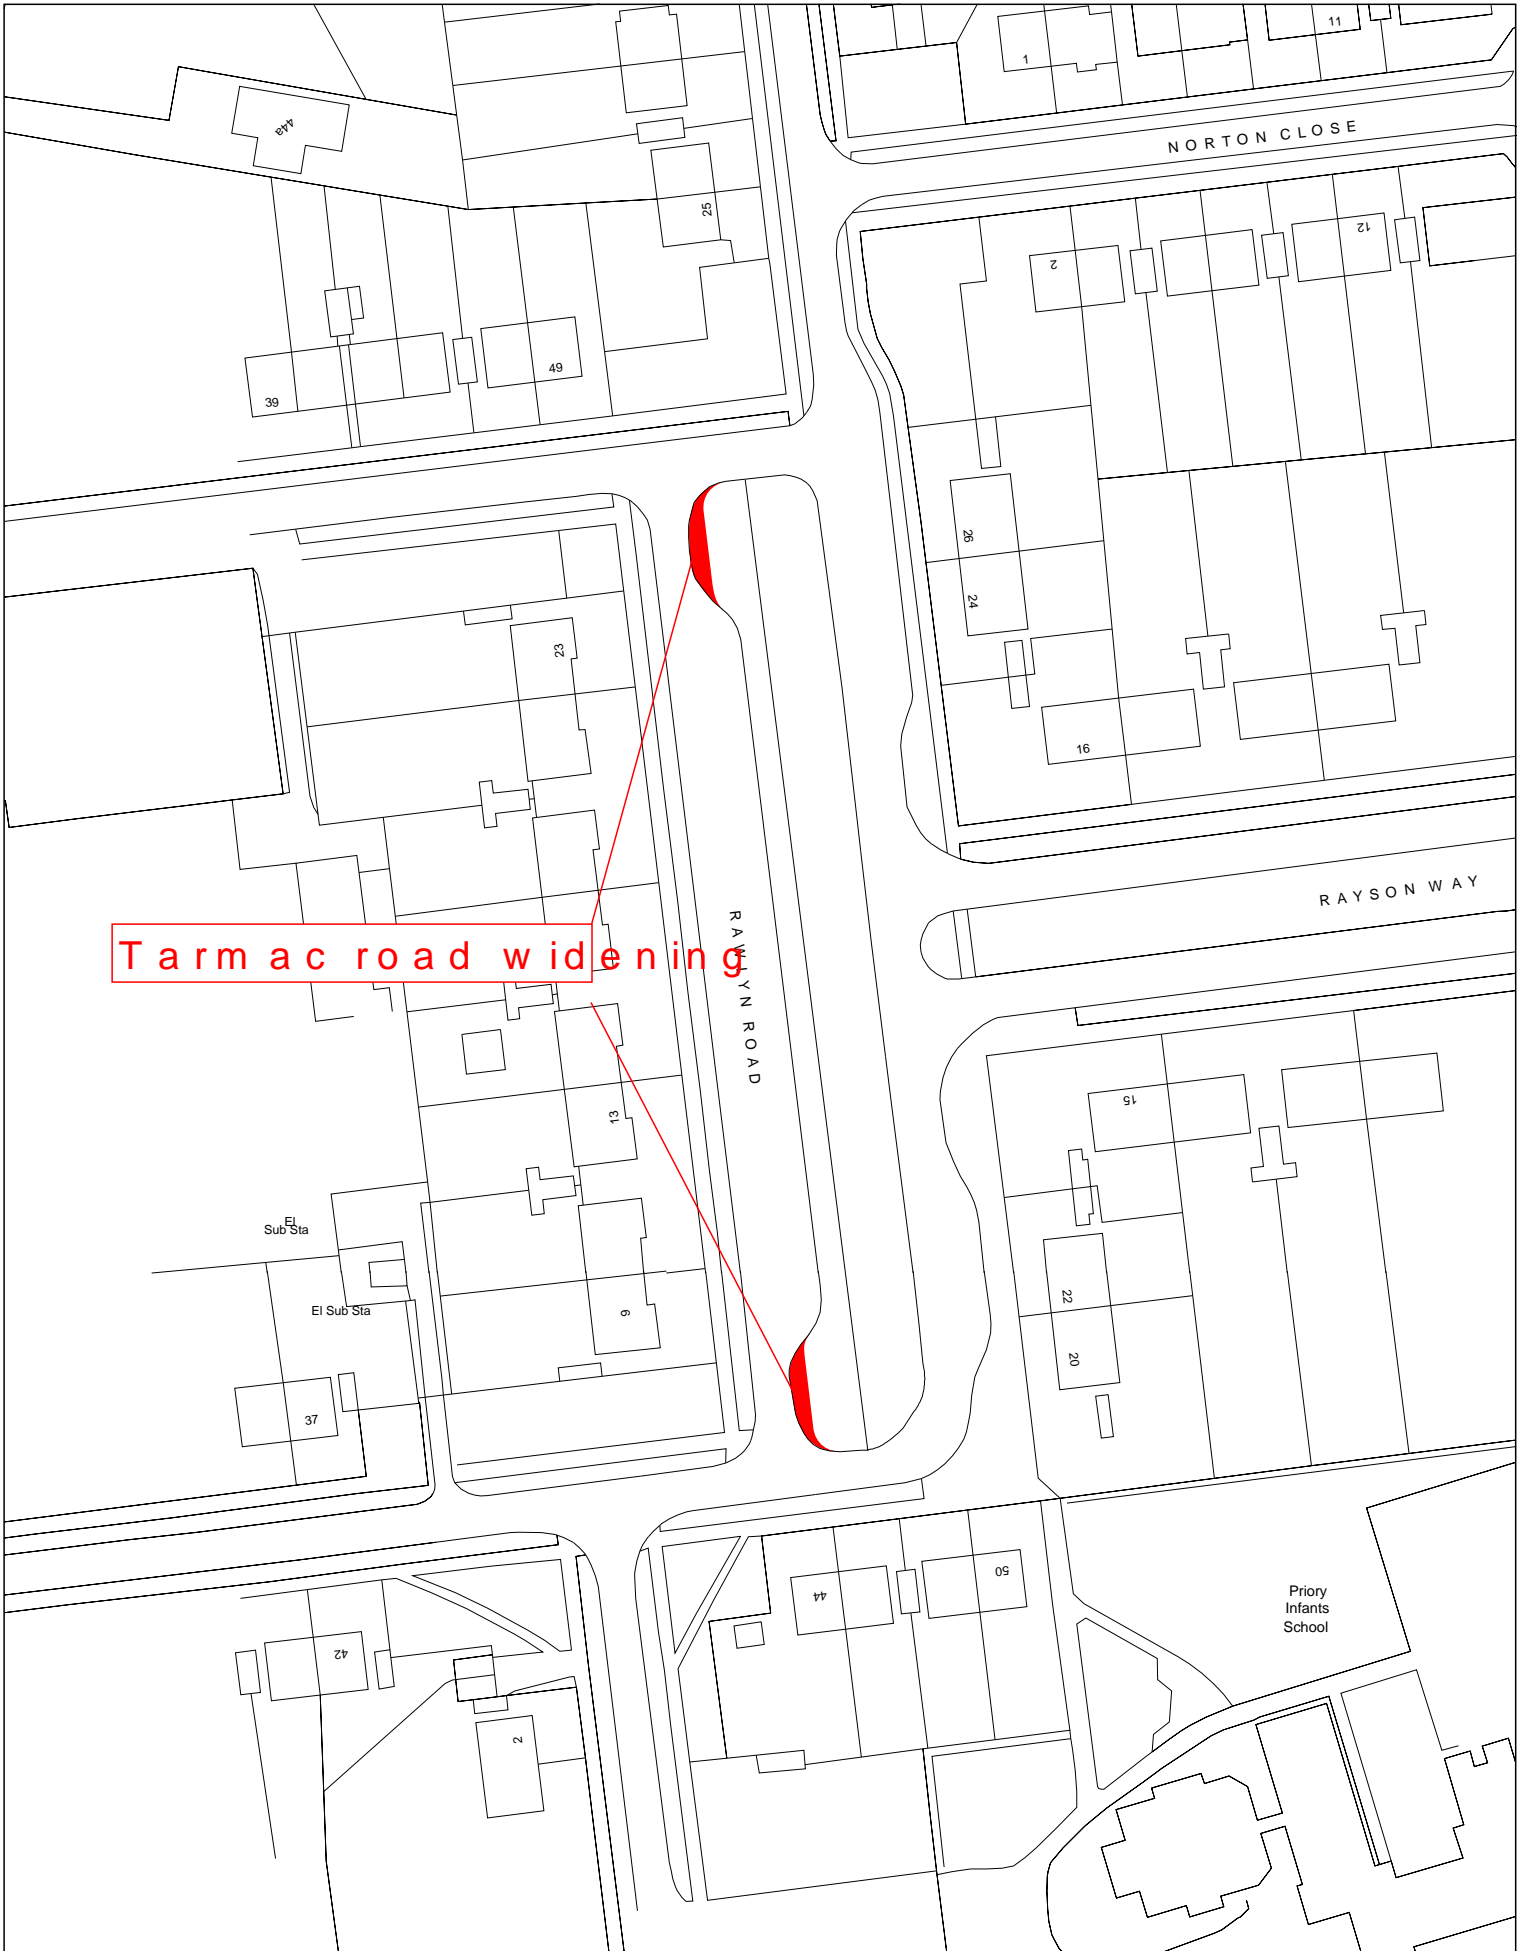 11
1
NORTON CLOSE
44a
25
12
2
49
39
26
24
23
16
RAYSON WAY
Tarmac road widening
RAWLYN ROAD
15
13
El
Sub Sta
El Sub Sta
22
9
20
37
50
44
Priory
Infants
School
42
2